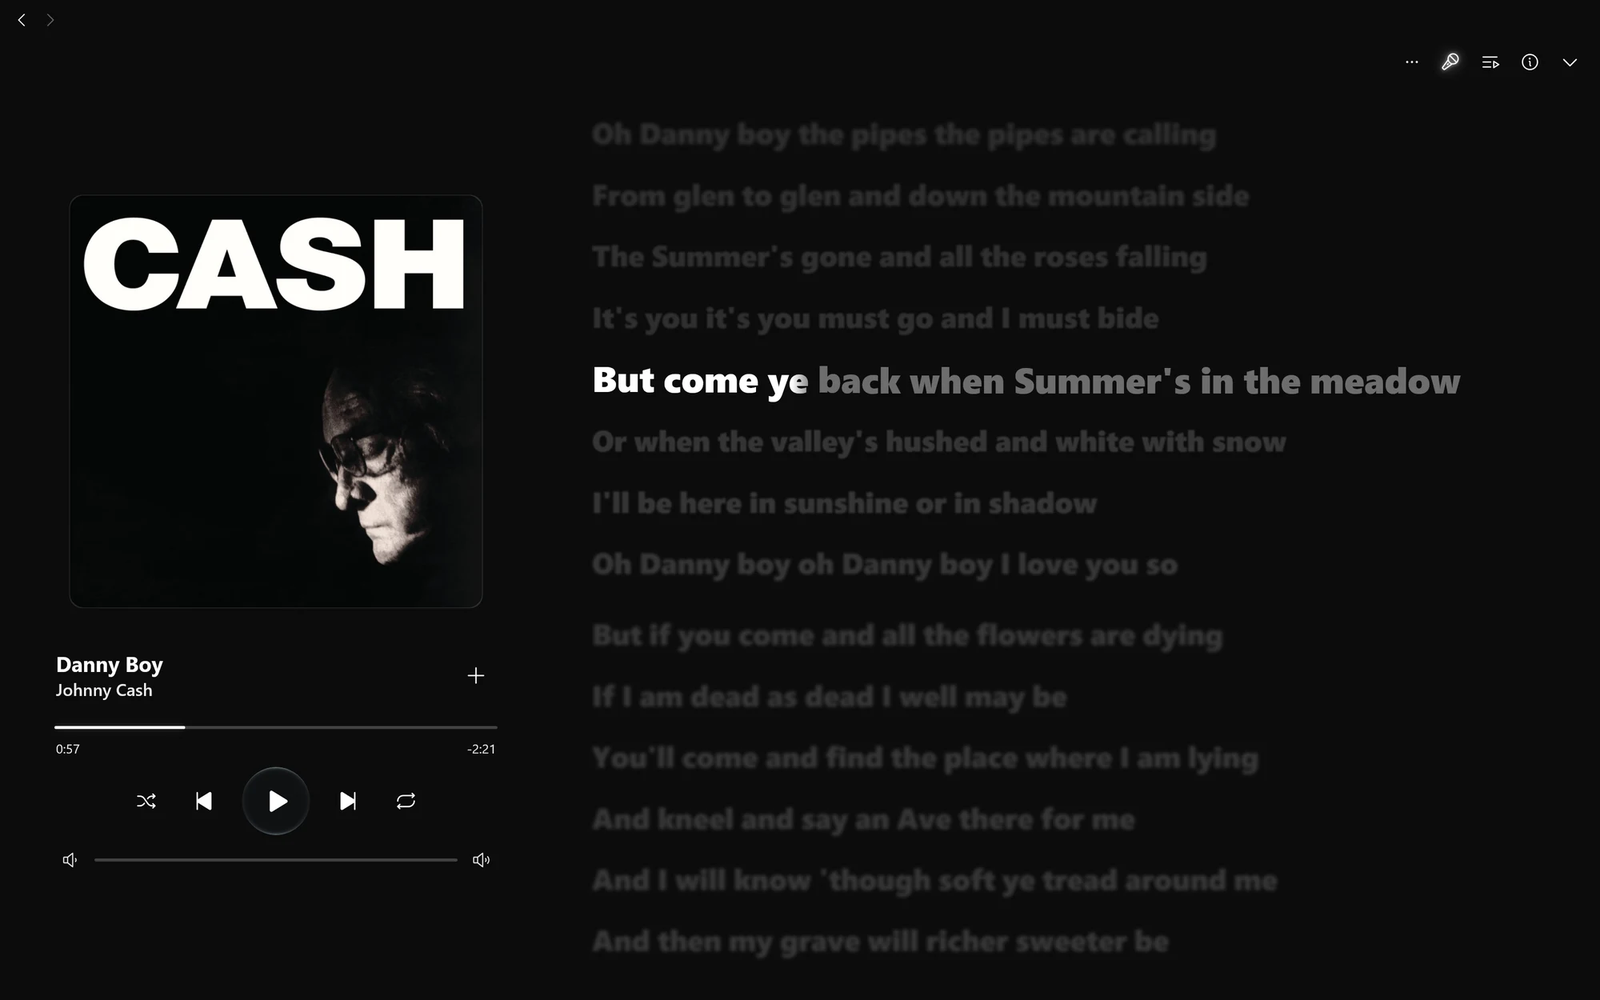 Oh Danny boy the pipes the pipes are calling
From glen to glen and down the mountain side
The Summer's gone and all the roses falling
It's you it's you must go and I must bide
But come ye back when Summer's in the meadow
Or when the valley's hushed and white with snow
I'll be here in sunshine or in shadow
Oh Danny boy oh Danny boy I love you so
But if you come and all the flowers are dying
If I am dead as dead I well may be
You'll come and find the place where I am lying
And kneel and say an Ave there for me
And I will know 'though soft ye tread around me
And then my grave will richer sweeter be
CASH
Danny Boy
Johnny Cash
0:57
-2:21